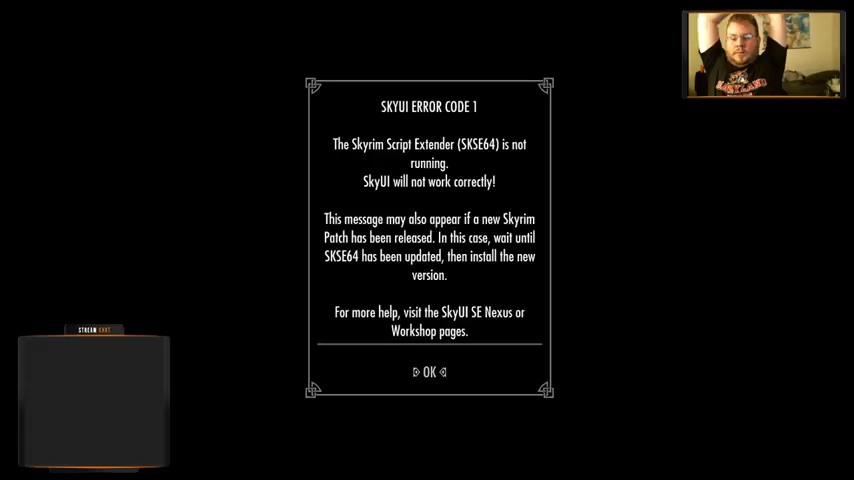 SKYUI ERROR CODE 1
The Skyrim Script Extender (SKSE64) is not
running.
SkyUI will not work correctly!
This message may also appear if a new Skyrim
Patch has been released. In this case, wait until
SKSE64 has been updated, then install the new
version.
For more help, visit the SkyUI SE Nexus or
Workshop pages.
OK
STREAM CHAT
MARYLAND